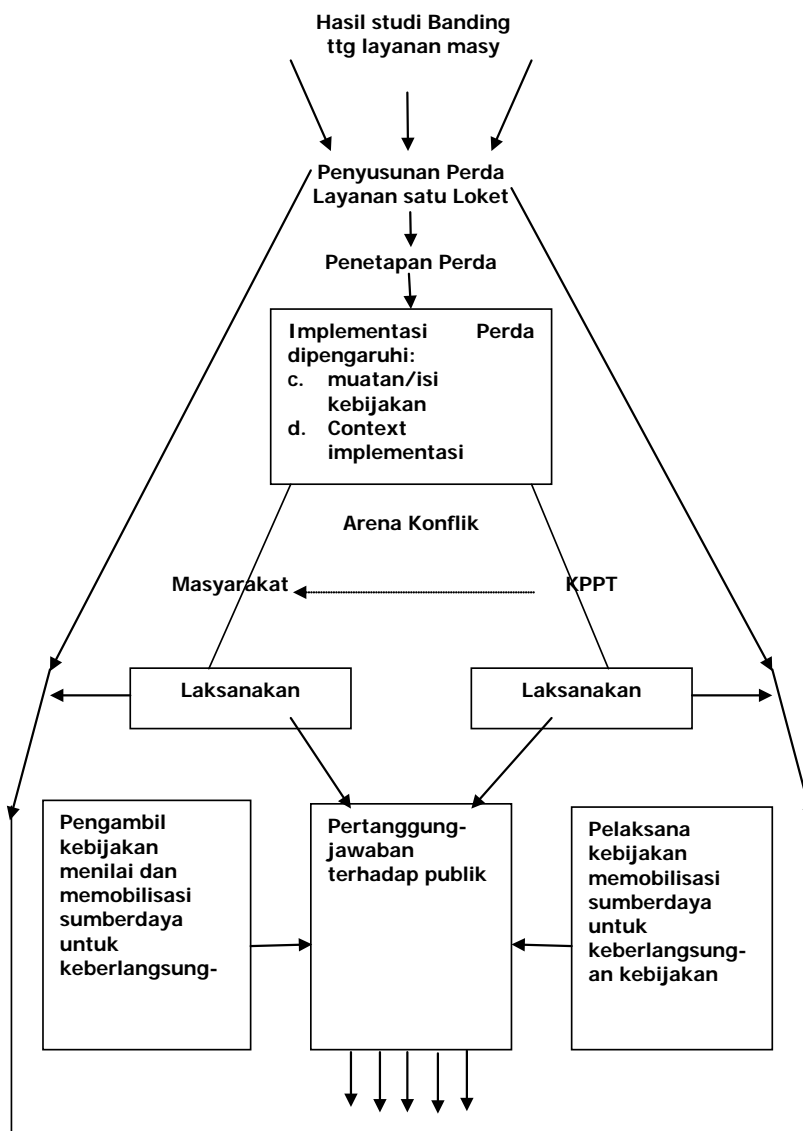 Hasil studi Banding
ttg layanan masy
Penyusunan Perda
Layanan satu Loket
Penetapan Perda
Implementasi Perda
dipengaruhi:
c. muatan/isi
kebijakan
d. Context
implementasi
Arena Konflik
Masyarakat
KPPT
Laksanakan
Laksanakan
Pengambil
kebijakan
menilai dan
memobilisasi
sumberdaya
untuk
keberlangsung-
Pertanggung-
jawaban
terhadap publik
Pelaksana
kebijakan
memobilisasi
sumberdaya
untuk
keberlangsung-
an kebijakan